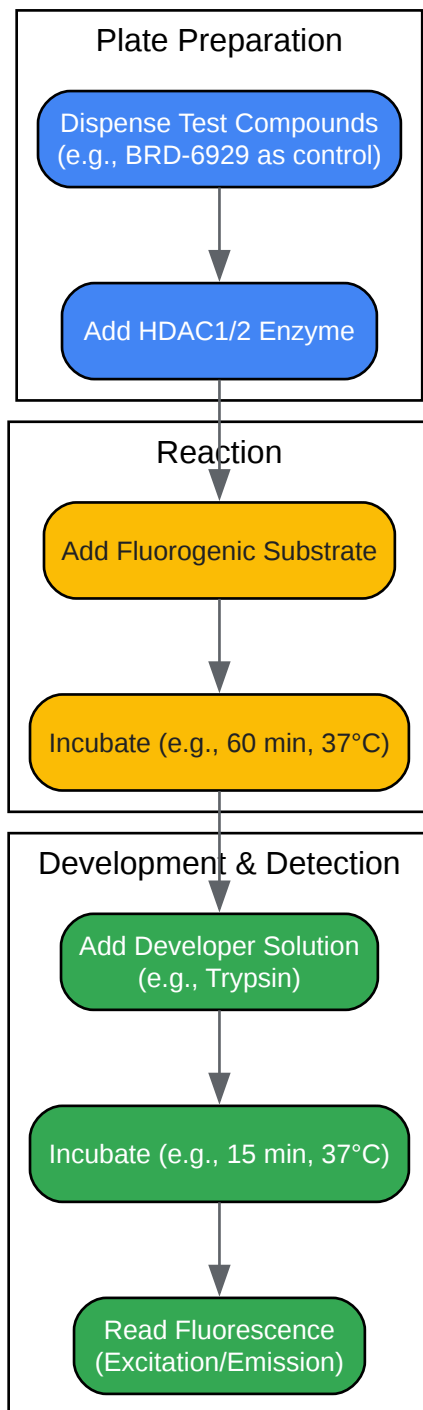 Plate Preparation
Dispense Test Compounds
(e.g., BRD-6929 as control)
Add HDAC1/2 Enzyme
Reaction
Add Fluorogenic Substrate
Incubate (e.g., 60 min, 37°C)
Development & Detection
Add Developer Solution
(e.g., Trypsin)
Incubate (e.g., 15 min, 37°C)
Read Fluorescence
(Excitation/Emission)